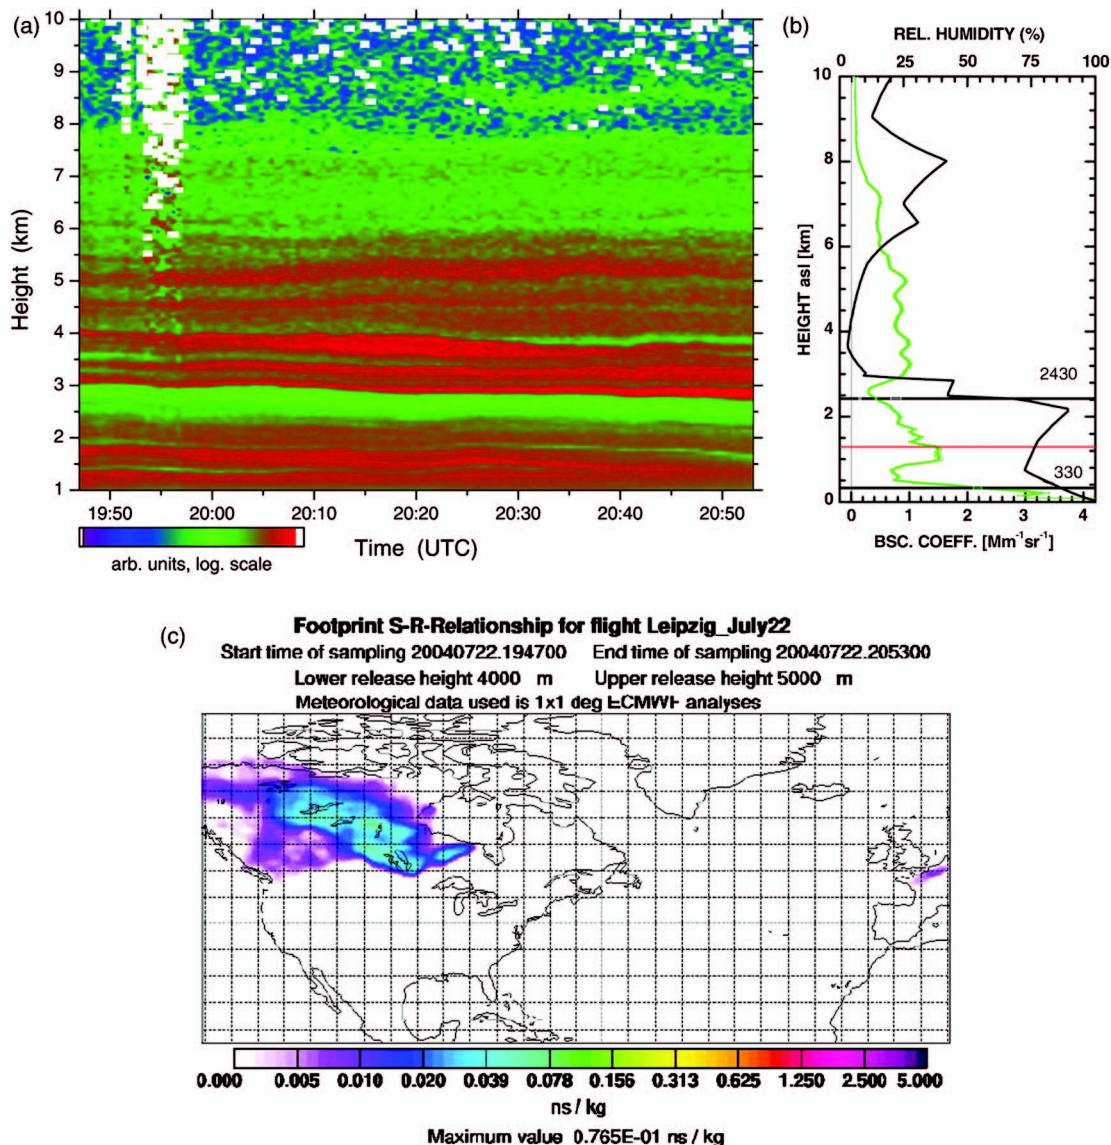 (a)
10
9
8
7
6
5
4
3
2
1
Height (km)
19:50 20:00 20:10 20:20 20:30 20:40 20:50
Time (UTC)
arb. units, log. scale
(b)
REL. HUMIDITY (%)
0 25 50 75 100
10
8
6
4
2
0
HEIGHT asl [km]
2430
330
0 1 2 3 4
BSC. COEFF. [Mm⁻¹sr⁻¹]
(c)
Footprint S-R-Relationship for flight Leipzig_July22
Start time of sampling 20040722.194700 End time of sampling 20040722.205300
Lower release height 4000 m Upper release height 5000 m
Meteorological data used is 1x1 deg ECMWF analyses
0.000 0.005 0.010 0.020 0.039 0.078 0.156 0.313 0.625 1.250 2.500 5.000
ns / kg
Maximum value 0.765E-01 ns / kg